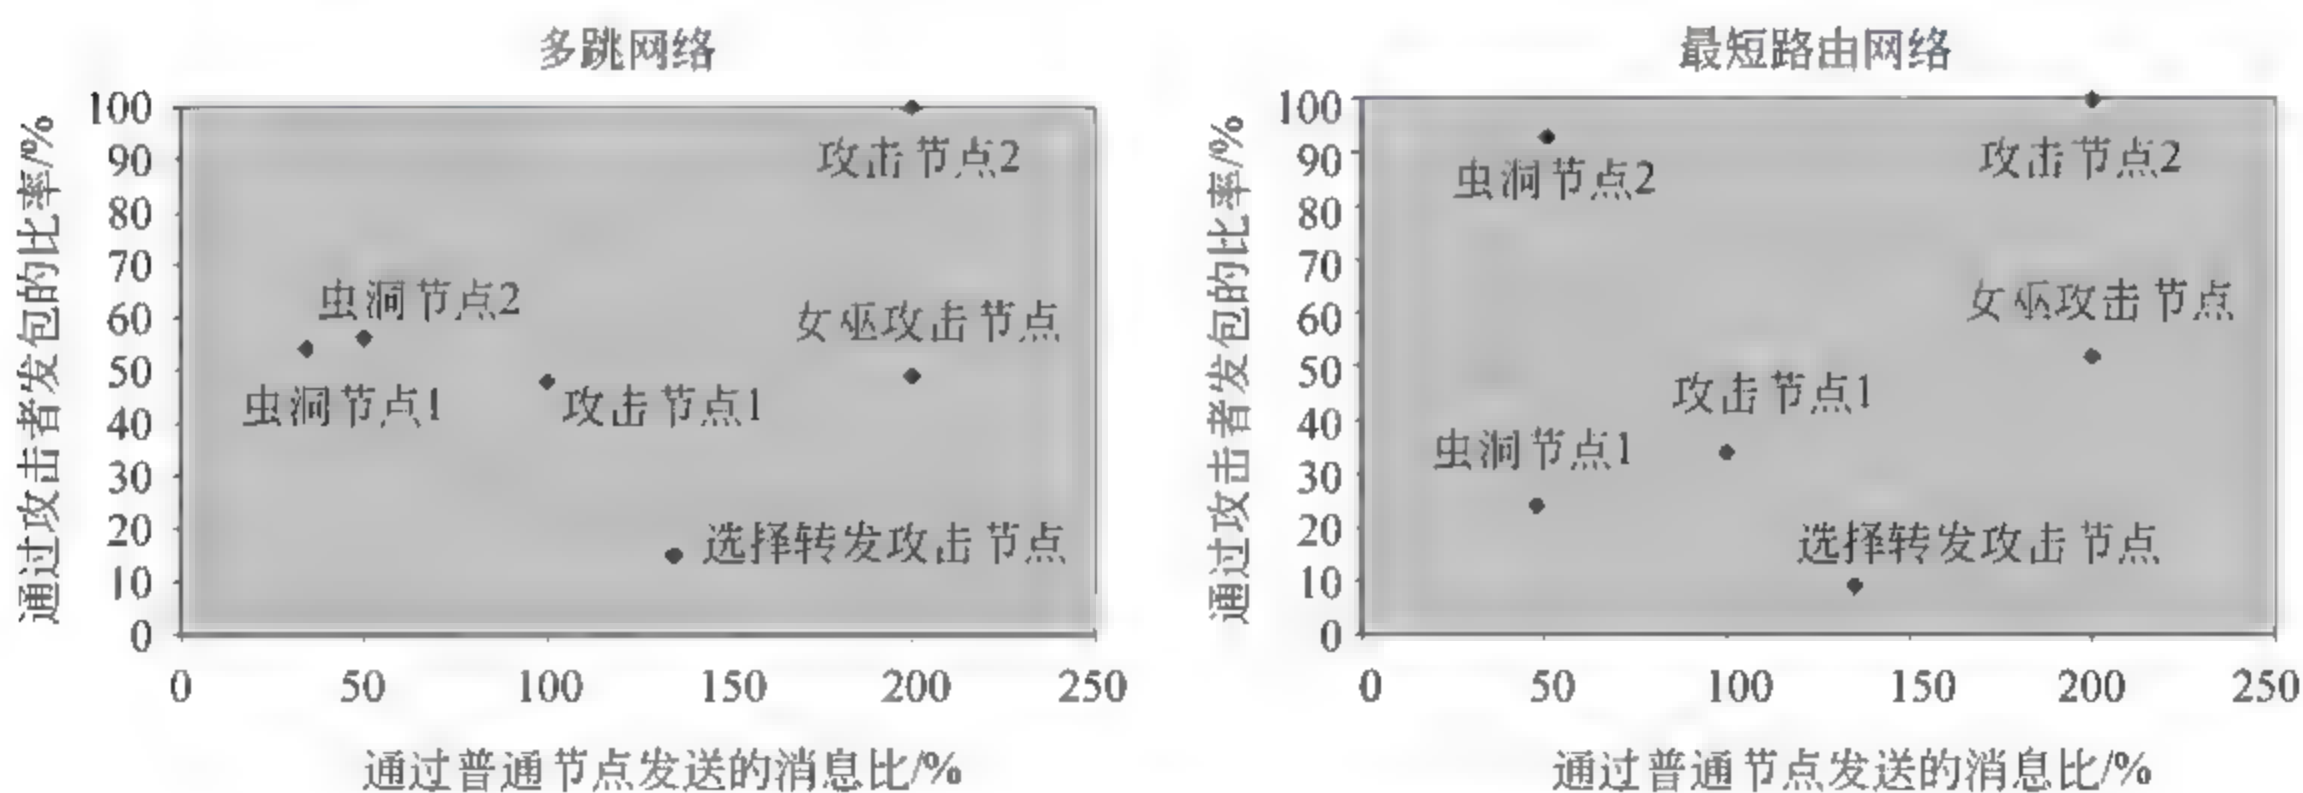 多跳网络
通过攻击者发包的比率/%
100
90
80
70
60
50
40
30
20
10
0
攻击节点2
虫洞节点2
女巫攻击节点
虫洞节点1
攻击节点1
选择转发攻击节点
0 50 100 150 200 250
通过普通节点发送的消息比/%
最短路由网络
通过攻击者发包的比率/%
100
90
80
70
60
50
40
30
20
10
0
攻击节点2
虫洞节点2
女巫攻击节点
攻击节点1
虫洞节点1
选择转发攻击节点
0 50 100 150 200 250
通过普通节点发送的消息比/%